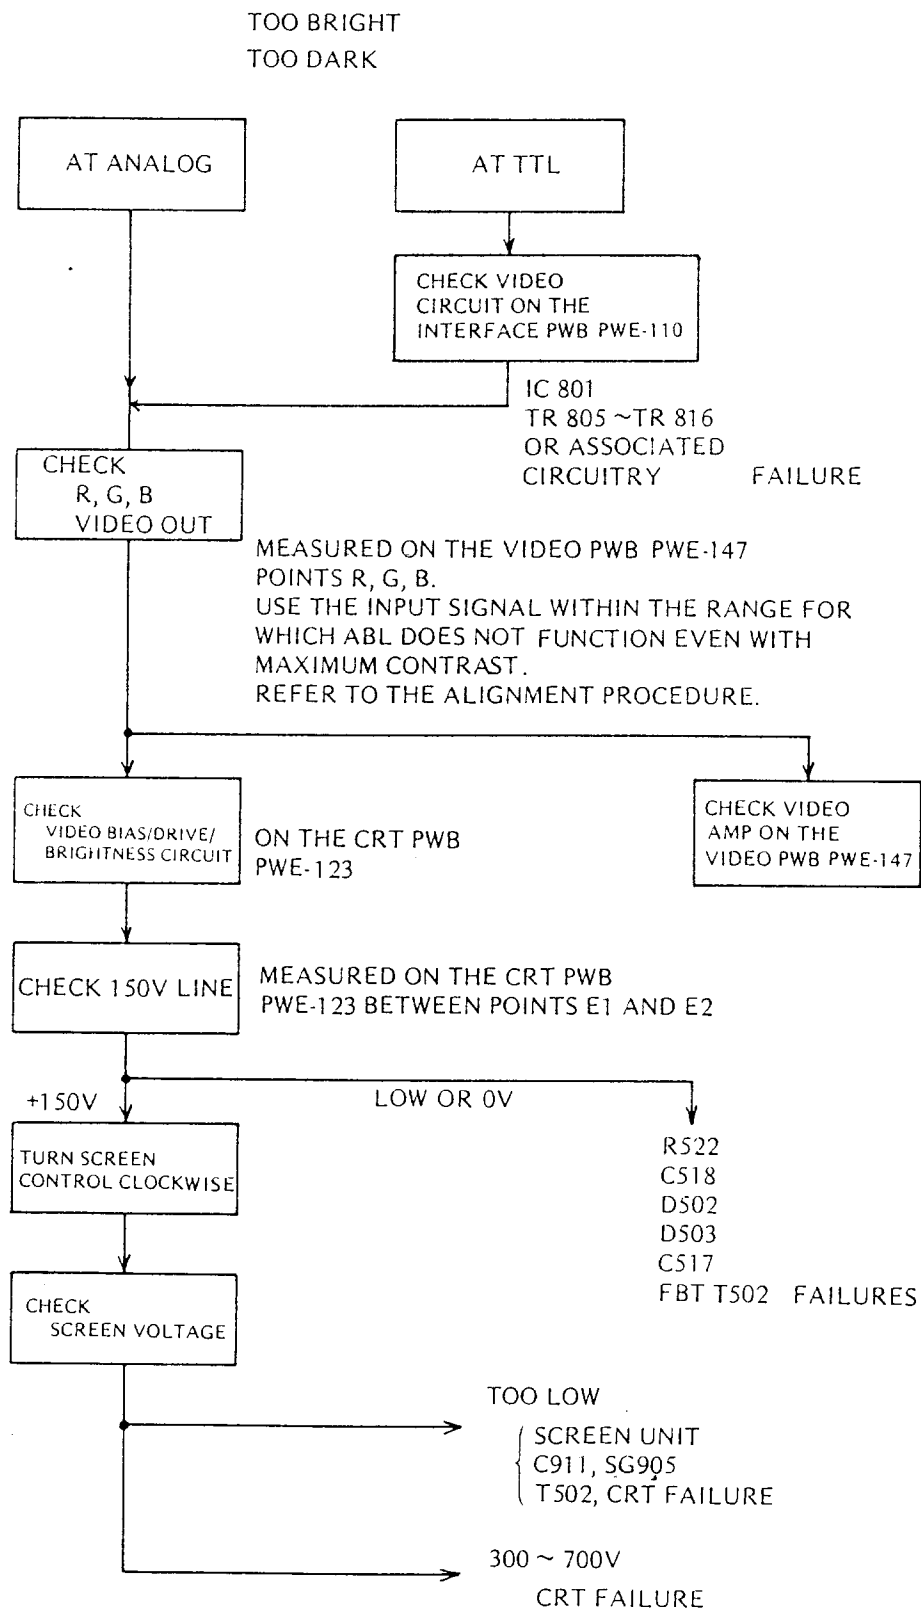 TOO BRIGHT
TOO DARK
AT ANALOG
AT TTL
CHECK VIDEO
CIRCUIT ON THE
INTERFACE PWB PWE-110
IC 801
TR 805 ~TR 816
OR ASSOCIATED
CIRCUITRY FAILURE
CHECK
R, G, B
VIDEO OUT
MEASURED ON THE VIDEO PWB PWE-147
POINTS R, G, B.
USE THE INPUT SIGNAL WITHIN THE RANGE FOR
WHICH ABL DOES NOT FUNCTION EVEN WITH
MAXIMUM CONTRAST.
REFER TO THE ALIGNMENT PROCEDURE.
CHECK
VIDEO BIAS/DRIVE/
BRIGHTNESS CIRCUIT
ON THE CRT PWB
PWE-123
CHECK VIDEO
AMP ON THE
VIDEO PWB PWE-147
CHECK 150V LINE
MEASURED ON THE CRT PWB
PWE-123 BETWEEN POINTS E1 AND E2
+150V
LOW OR 0V
TURN SCREEN
CONTROL CLOCKWISE
R522
C518
D502
D503
C517
FBT T502 FAILURES
CHECK
SCREEN VOLTAGE
TOO LOW
SCREEN UNIT
C911, SG905
T502, CRT FAILURE
300 ~ 700V
CRT FAILURE